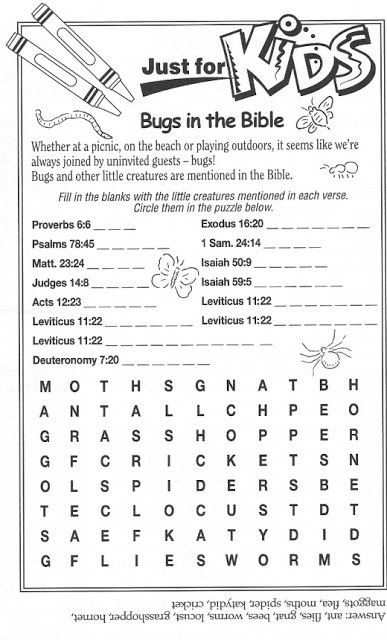 Just for KiDS
Bugs in the Bible
Whether at a picnic, on the beach or playing outdoors, it seems like we're
always joined by uninvited guests – bugs!
Bugs and other little creatures are mentioned in the Bible.
Fill in the blanks with the little creatures mentioned in each verse.
Circle them in the puzzle below.
Proverbs 6:6 _ _ _
Exodus 16:20 _ _ _ _ _ _ _
Psalms 78:45 _ _ _ _ _
1 Sam. 24:14 _ _ _ _
Matt. 23:24 _ _ _ _
Isaiah 50:9 _ _ _ _ _
Judges 14:8 _ _ _ _
Isaiah 59:5 _ _ _ _ _ _
Acts 12:23 _ _ _ _ _
Leviticus 11:22 _ _ _ _ _ _ _
Leviticus 11:22 _ _ _ _ _ _
Leviticus 11:22 _ _ _ _ _ _ _
Leviticus 11:22 _ _ _ _ _ _ _ _ _ _ _
Deuteronomy 7:20 _ _ _ _ _ _
M O T H S G N A T B H
A N T A L L C H P E O
G R A S S H O P P E R
G F C R I C K E T S N
O L S P I D E R S B E
T E C L O C U S T D T
S A E F K A T Y D I D
G F L I E S W O R M S
Answer: ant, flies, gnat, bees, worms, locust, grasshopper, hornet,
maggots, flea, moths, spider, katydid, cricket